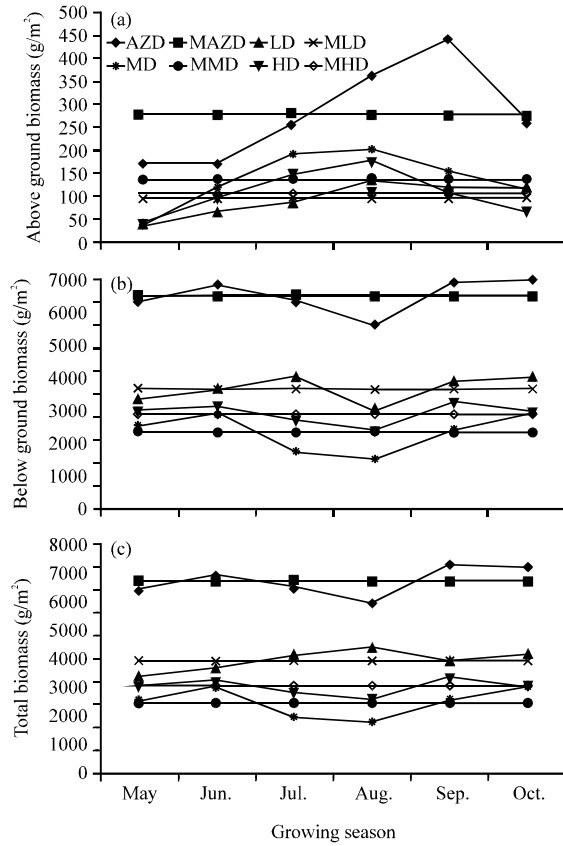 (a)
Above ground biomass (g/m²)
500
450
400
350
300
250
200
150
100
50
0
AZD MAZD LD MLD
MD MMD HD MHD
(b)
Below ground biomass (g/m²)
7000
6000
5000
4000
3000
2000
1000
0
(c)
Total biomass (g/m²)
8000
7000
6000
5000
4000
3000
2000
1000
0
May Jun. Jul. Aug. Sep. Oct.
Growing season